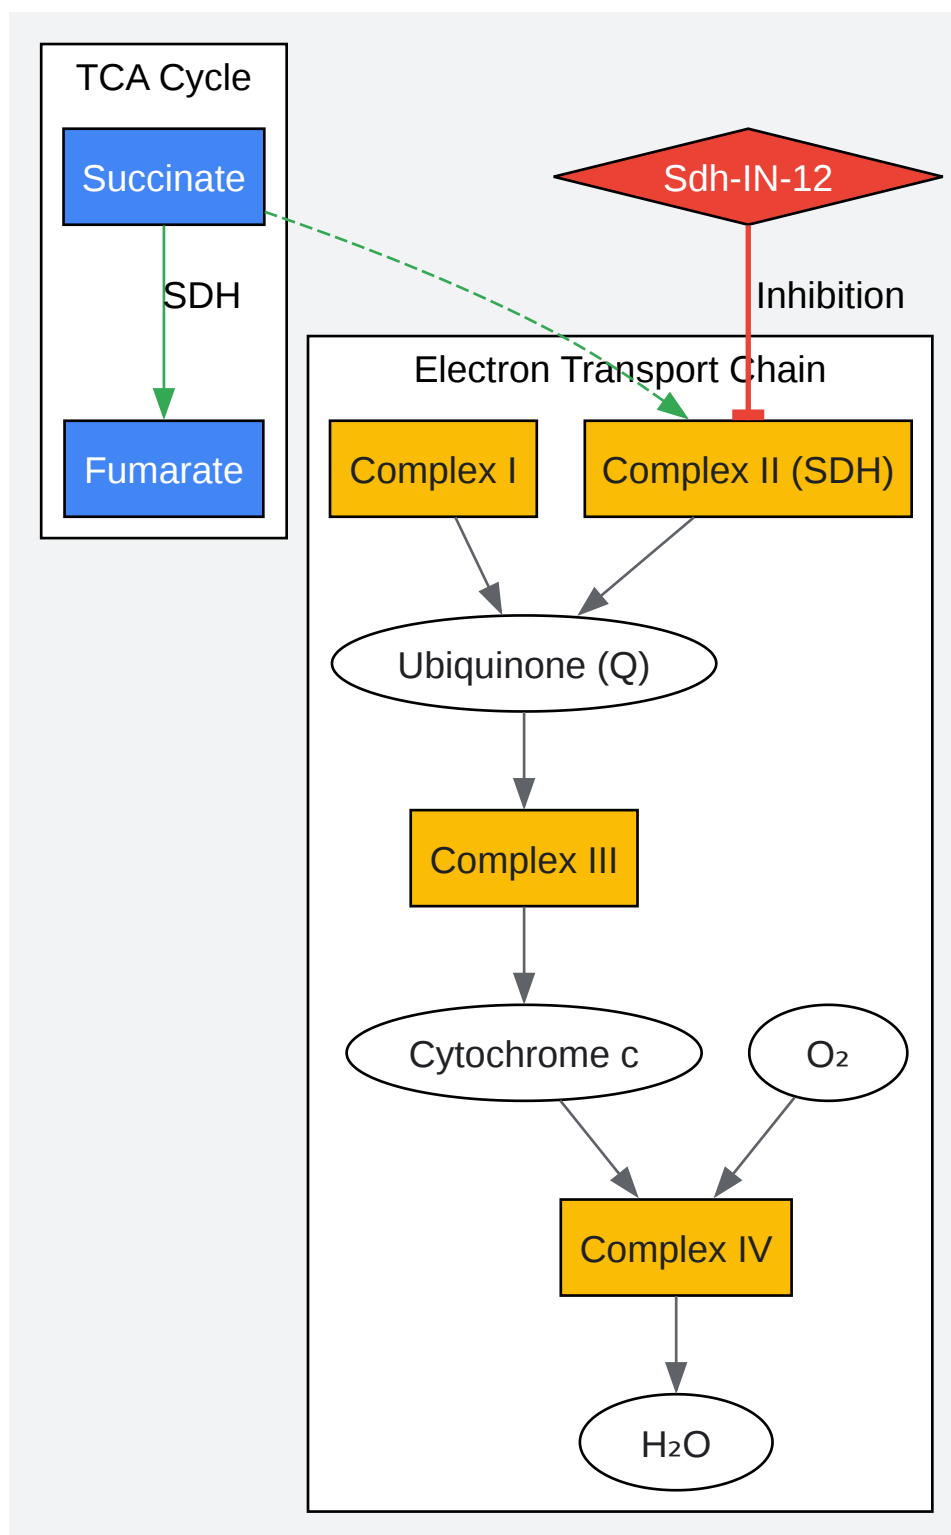 TCA Cycle
Succinate
Sdh-IN-12
SDH
Inhibition
Electron Transport Chain
Fumarate
Complex I
Complex II (SDH)
Ubiquinone (Q)
Complex III
Cytochrome c
O₂
Complex IV
H₂O